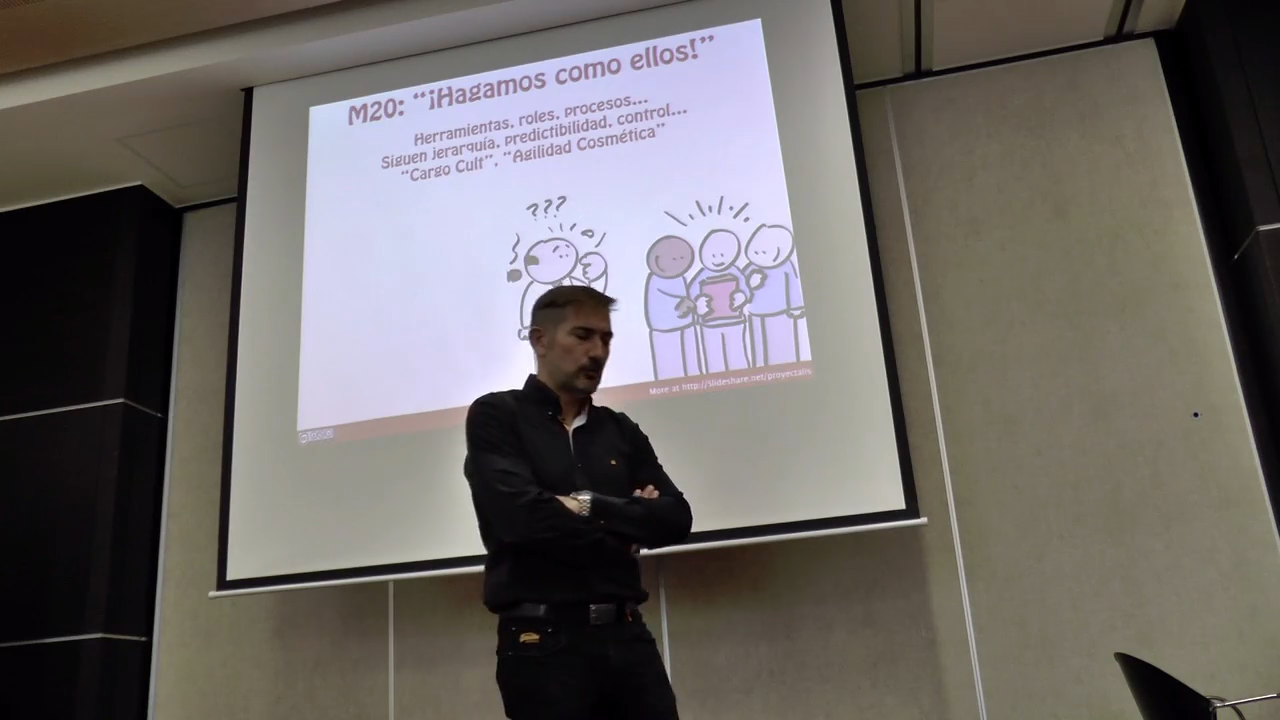 M20: “¡Hagamos como ellos!”
Herramientas, roles, procesos...
Siguen jerarquía, predictibilidad, control...
“Cargo Cult”, “Agilidad Cosmética”
???
More at http://slideshare.net/proyectalis